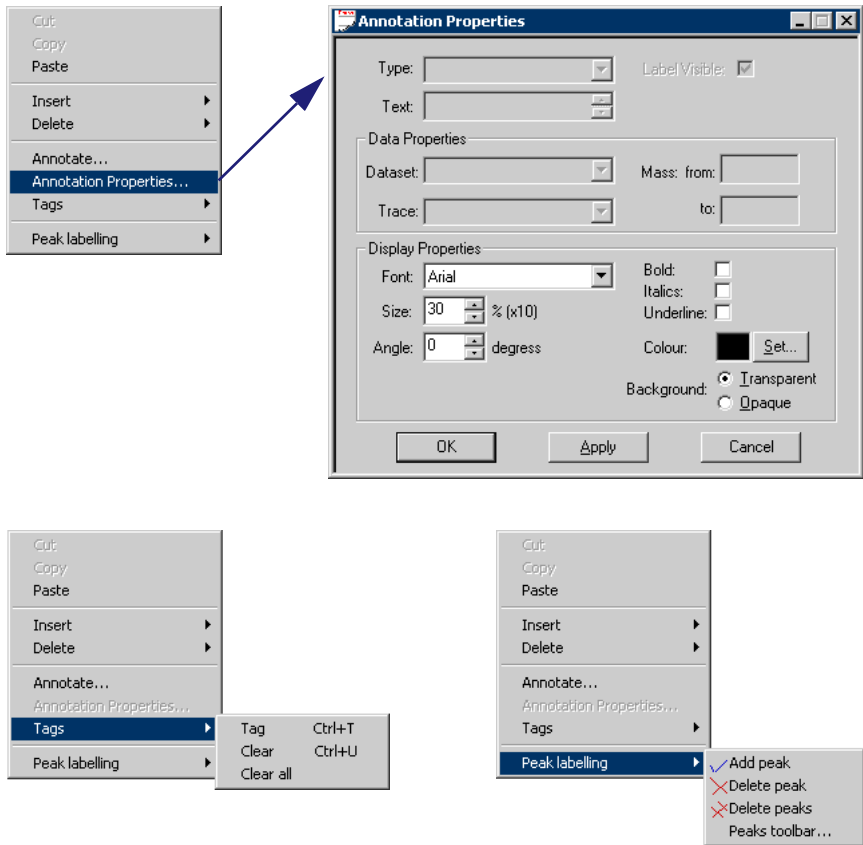 Cut
Copy
Paste
Insert
Delete
Annotate...
Annotation Properties...
Tags
Peak labelling
Annotation Properties
Type: Label Visible:
Text:
Data Properties
Dataset: Mass: from:
Trace: to:
Display Properties
Font: Arial Bold:
Italics:
Size: 30 % (x10) Underline:
Angle: 0 degress Colour: Set...
Background: Transparent
Opaque
OK Apply Cancel
Cut
Copy
Paste
Insert
Delete
Annotate...
Annotation Properties...
Tags
Peak labelling
Tag Ctrl+T
Clear Ctrl+U
Clear all
Cut
Copy
Paste
Insert
Delete
Annotate...
Annotation Properties...
Tags
Peak labelling
Add peak
Delete peak
Delete peaks
Peaks toolbar...